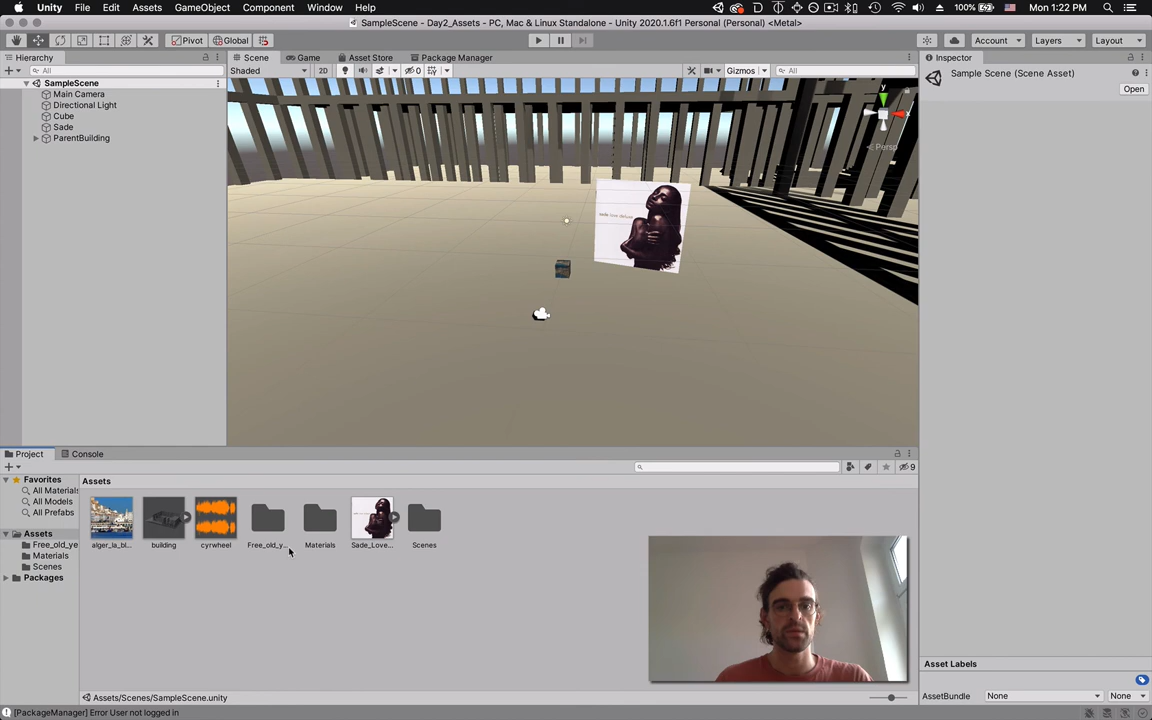 Unity File Edit Assets GameObject Component Window Help 100% Mon 1:22 PM
SampleScene - Day2_Assets - PC, Mac & Linux Standalone - Unity 2020.1.6f1 Personal (Personal) <Metal>
Pivot Global Account Layers Layout
Hierarchy Scene Game Asset Store Package Manager Inspector
All Shaded 2D 0 Gizmos All
SampleScene
Main Camera
Directional Light
Cube
Sade
ParentBuilding
y
Persp
sade love deluxe
Sample Scene (Scene Asset)
Open
Project Console
9
Favorites
All Materials
All Models
All Prefabs
Assets
Free_old_ye
Materials
Scenes
Packages
Assets
alger_la_bl... building cyrwheel Free_old_y... Materials Sade_Love... Scenes
Assets/Scenes/SampleScene.unity
Asset Labels
AssetBundle None None
[PackageManager] Error User not logged in